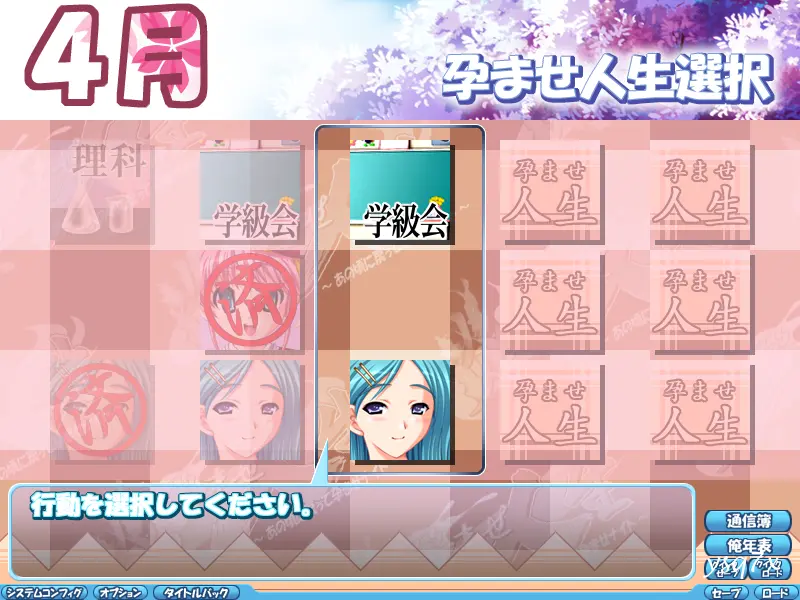 4月
孕ませ人生選択
理科
学級会
学級会
孕ませ
人生
孕ませ
人生
済
孕ませ
人生
孕ませ
人生
済
孕ませ
人生
孕ませ
人生
行動を選択してください。
通信簿
俺年表
システムコンフィグ
オプション
タイトルバック
セーブ
ロード